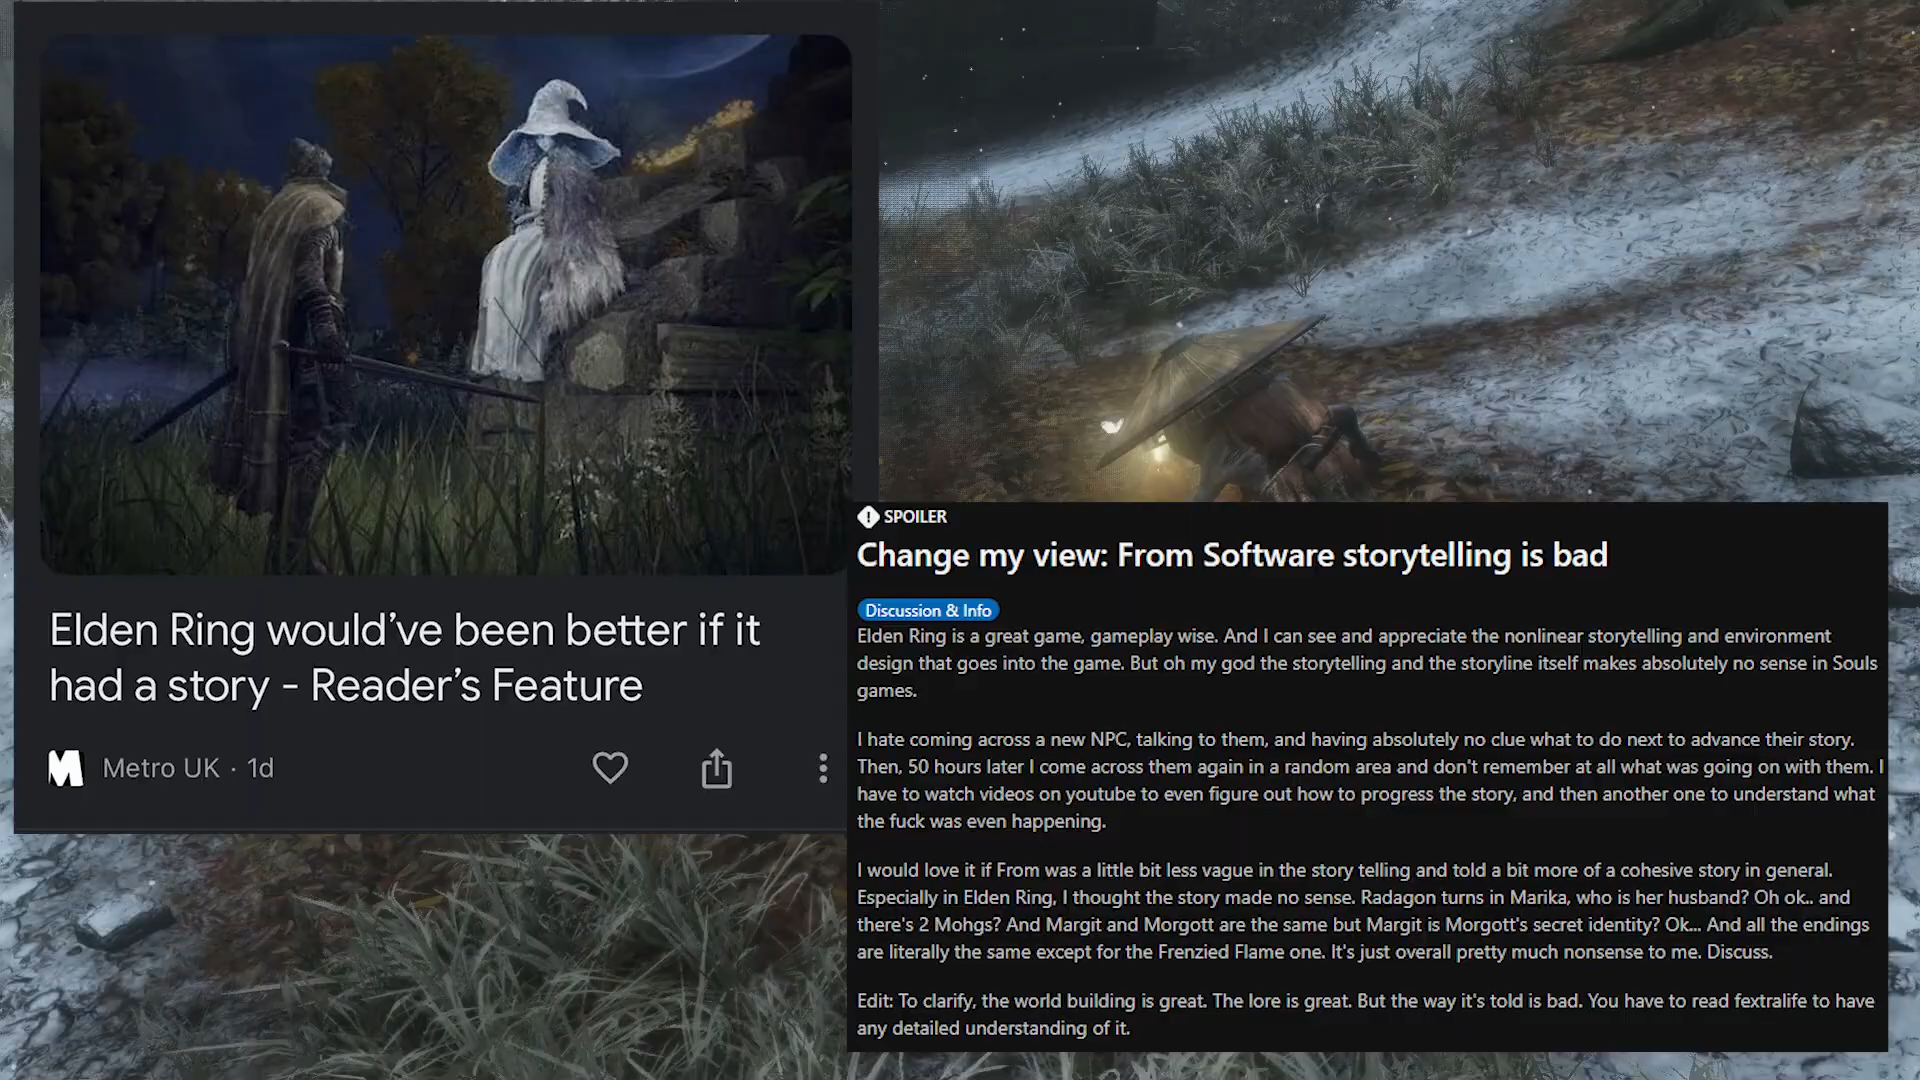 Elden Ring would’ve been better if it
had a story - Reader’s Feature
M Metro UK · 1d
SPOILER
Change my view: From Software storytelling is bad
Discussion & Info
Elden Ring is a great game, gameplay wise. And I can see and appreciate the nonlinear storytelling and environment
design that goes into the game. But oh my god the storytelling and the storyline itself makes absolutely no sense in Souls
games.
I hate coming across a new NPC, talking to them, and having absolutely no clue what to do next to advance their story.
Then, 50 hours later I come across them again in a random area and don't remember at all what was going on with them. I
have to watch videos on youtube to even figure out how to progress the story, and then another one to understand what
the fuck was even happening.
I would love it if From was a little bit less vague in the story telling and told a bit more of a cohesive story in general.
Especially in Elden Ring, I thought the story made no sense. Radagon turns in Marika, who is her husband? Oh ok.. and
there's 2 Mohgs? And Margit and Morgott are the same but Margit is Morgott's secret identity? Ok... And all the endings
are literally the same except for the Frenzied Flame one. It's just overall pretty much nonsense to me. Discuss.
Edit: To clarify, the world building is great. The lore is great. But the way it's told is bad. You have to read fextralife to have
any detailed understanding of it.